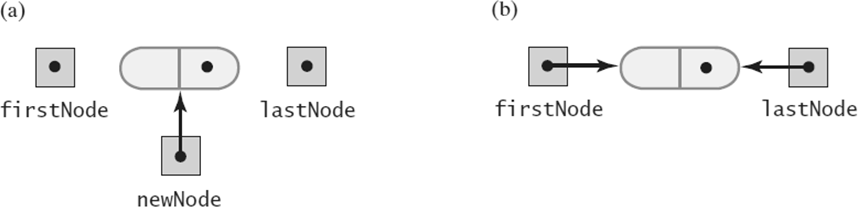 (a)
(b)
firstNode
lastNode
newNode
firstNode
lastNode